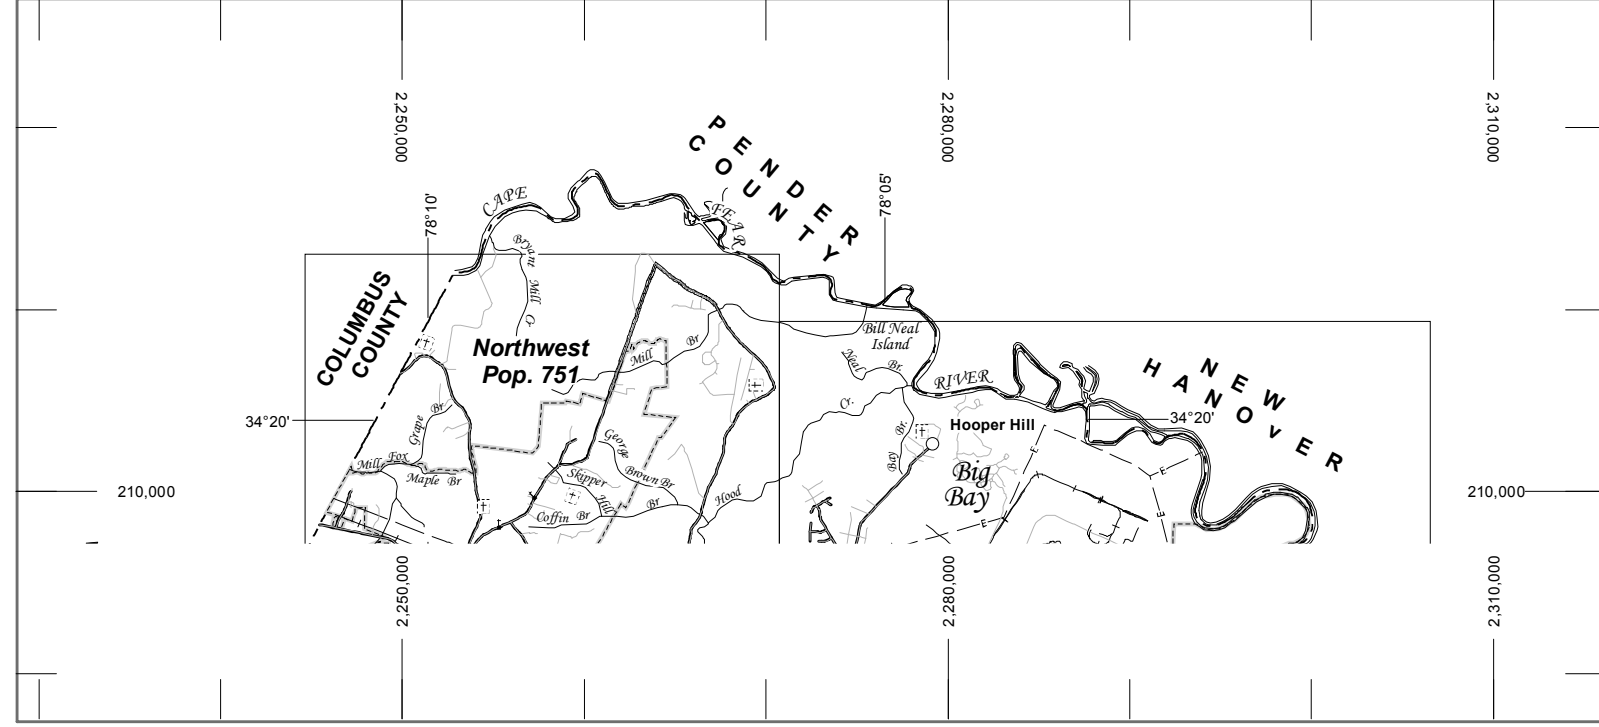 2,250,000
2,280,000
2,310,000
PENDER
COUNTY
78°10'
CAPE
FEAR
78°05'
Bryant Mill Cr
COLUMBUS
COUNTY
Northwest
Pop. 751
Mill Br
Bill Neal
Island
Neal Br.
RIVER
NEW
HANOvER
34°20'
Grape Br
Cr.
Hooper Hill
34°20'
Mill Fox
Maple Br
George
Brown Br
Skipper
Hill Br
Coffin Br
Hood
Bay Br.
Big
Bay
E
E
E
E
E
210,000
210,000
2,250,000
2,280,000
2,310,000